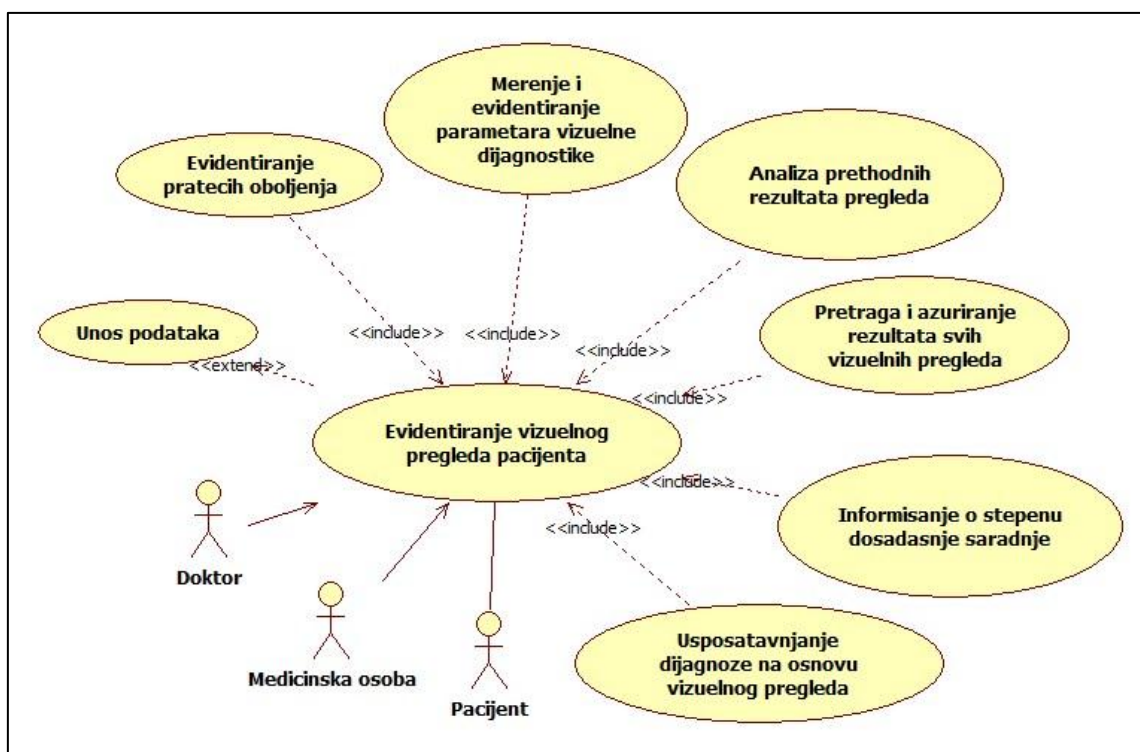 Merenje i
evidentiranje
parametara vizuelne
dijagnostike
Evidentiranje
pratecih oboljenja
Analiza prethodnih
rezultata pregleda
Unos podataka
<<extend>>
<<include>>
<<include>>
<<include>>
Pretraga i azuriranje
rezultata svih
vizuelnih pregleda
<<include>>
Evidentiranje vizuelnog
pregleda pacijenta
<<include>>
Informisanje o stepenu
dosadasnje saradnje
<<include>>
Doktor
Medicinska osoba
Pacijent
Usposatavnjanje
dijagnoze na osnovu
vizuelnog pregleda